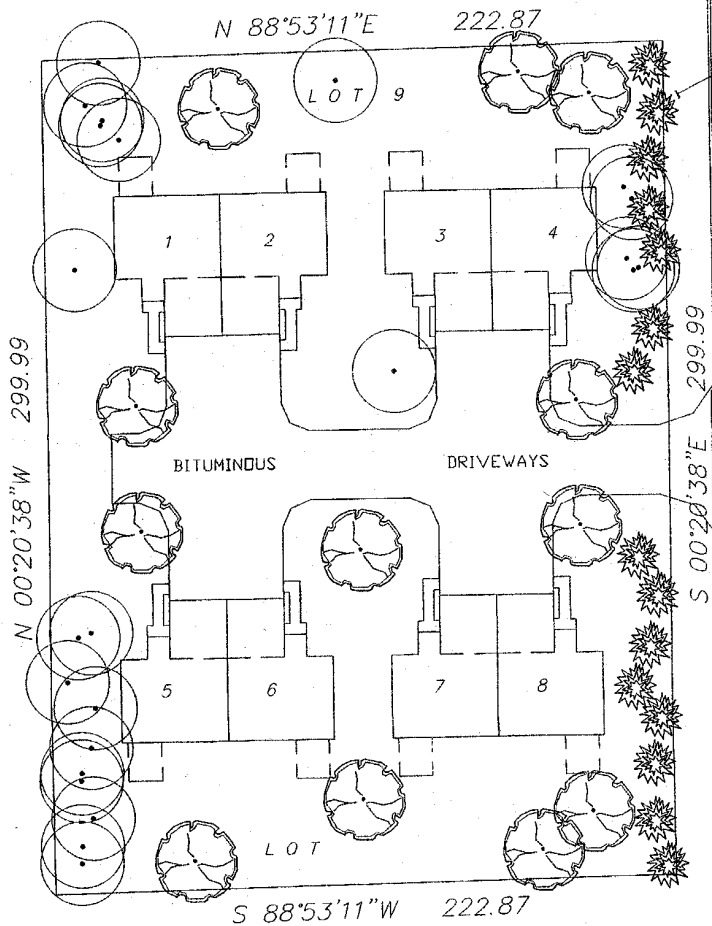 N 88°53'11"E 222.87
LOT 9
1 2 3 4
N 00°20'38"W 299.99
S 00°20'38"E 299.99
BITUMINOUS DRIVEWAYS
5 6 7 8
LOT
S 88°53'11"W 222.87